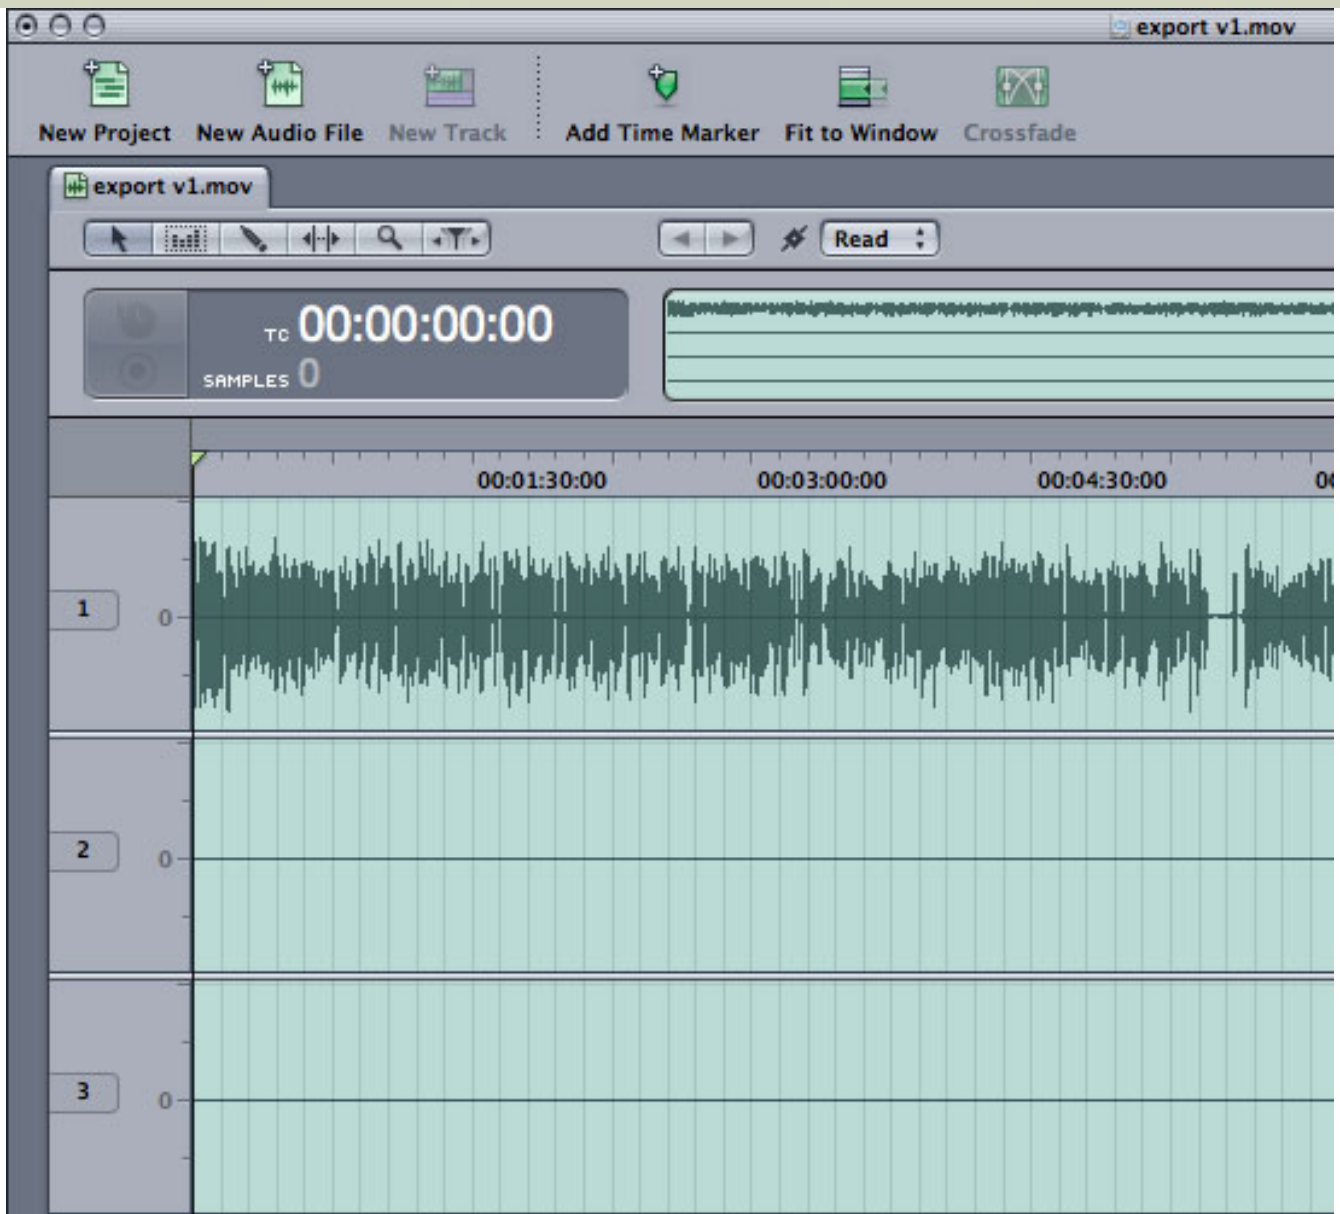 export v1.mov
New Project New Audio File New Track Add Time Marker Fit to Window Crossfade
export v1.mov
Read
TC 00:00:00:00
SAMPLES 0
00:01:30:00 00:03:00:00 00:04:30:00
1 0
2 0
3 0